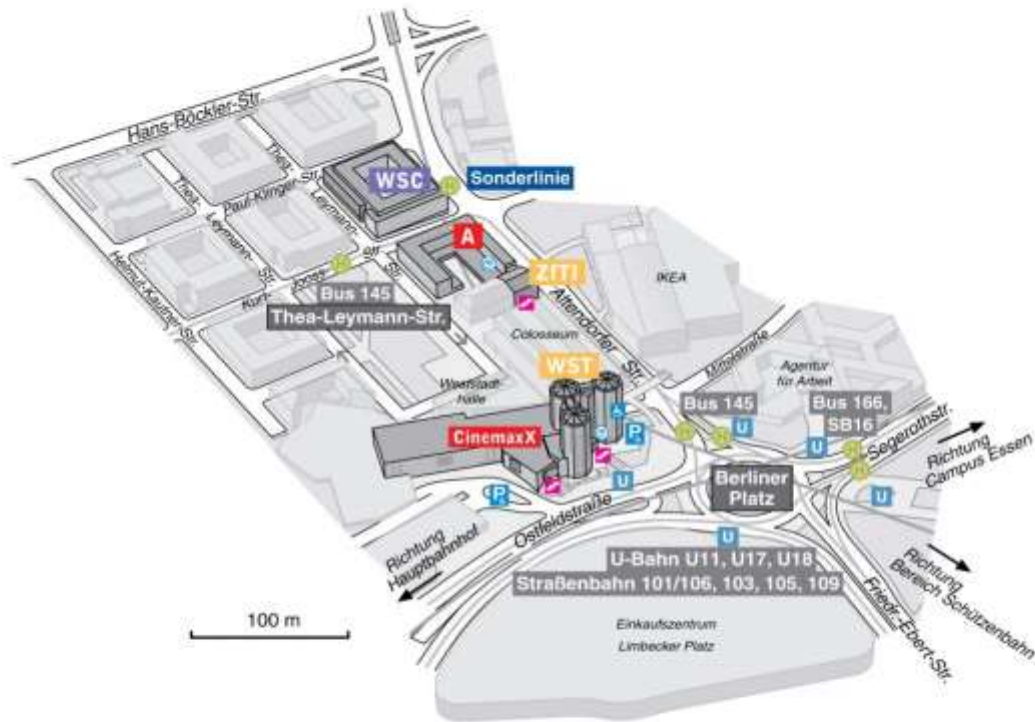 Hans-Böckler-Str.
Thea-
Leymann-
Str.
Thea-
Leymann-
Str.
Paul-Klinger-Str.
WSC
H
Sonderlinie
A
ZITI
IKEA
Helmut-Käutner-Str.
Kurt-
Jooss-
Str.
H
Bus 145
Thea-Leymann-Str.
Colosseum
Altendorfer Str.
Mittelstraße
Agentur
für Arbeit
WST
Weststadt
halle
CinemaxX
P
P
Bus 145
H
H
U
Bus 166,
SB16
U
H
H
Segerothstr.
Richtung
Campus Essen
Berliner
Platz
U
U
Ostfeldstraße
Richtung
Hauptbahnhof
U
U-Bahn U11, U17, U18
Straßenbahn 101/106, 103, 105, 109
Richtung
Bereich Schützenbahn
Friedr.-Ebert-Str.
100 m
Einkaufszentrum
Limbecker Platz